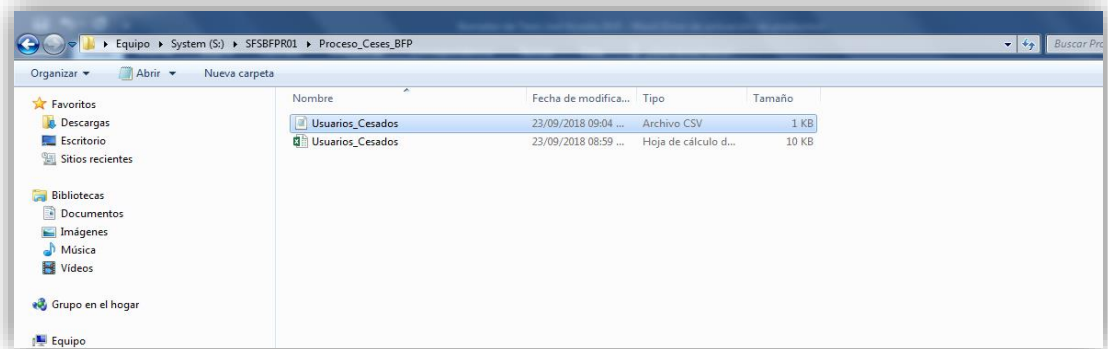 Equipo ▸ System (S:) ▸ SFSBFPR01 ▸ Proceso_Ceses_BFP
Buscar Pro
Organizar Abrir Nueva carpeta
Nombre Fecha de modifica... Tipo Tamaño
Favoritos
Descargas
Escritorio
Sitios recientes
Bibliotecas
Documentos
Imágenes
Música
Vídeos
Grupo en el hogar
Equipo
Usuarios_Cesados 23/09/2018 09:04 ... Archivo CSV 1 KB
Usuarios_Cesados 23/09/2018 08:59 ... Hoja de cálculo d... 10 KB